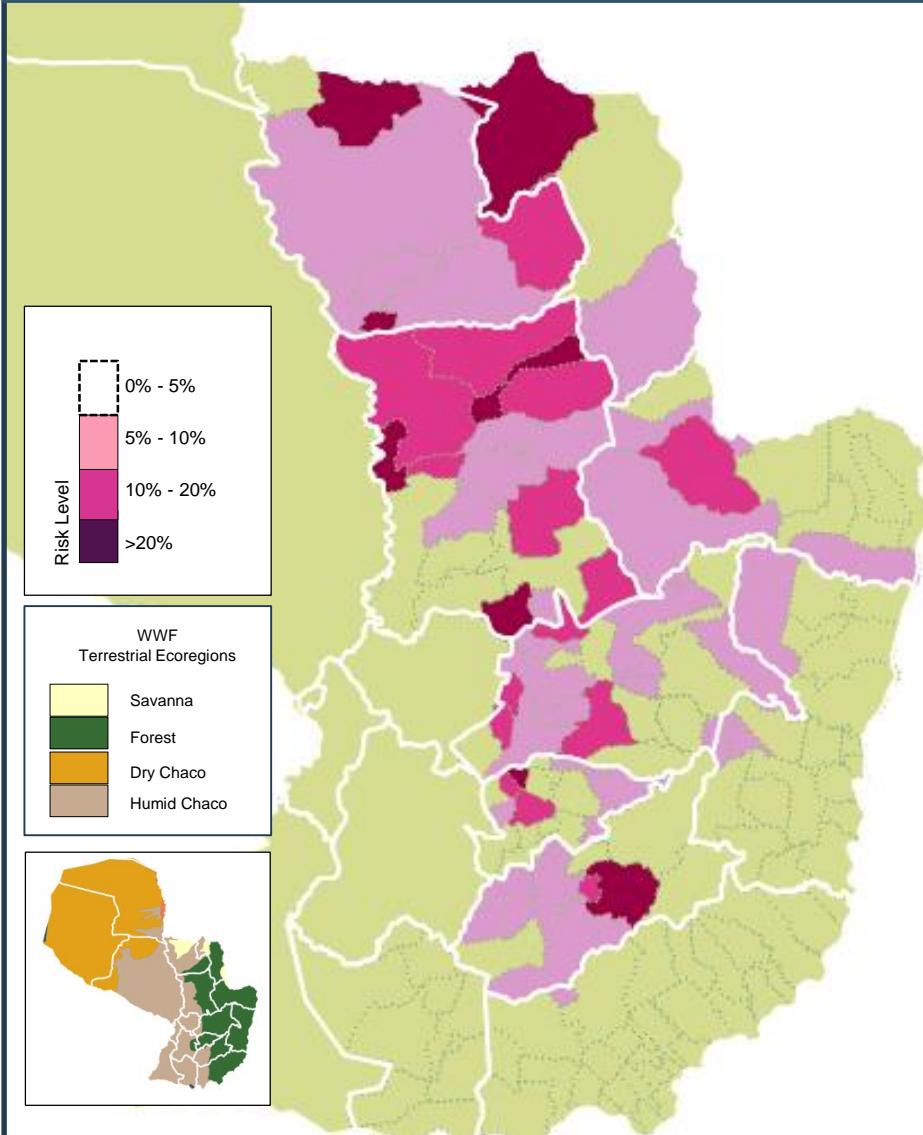 0% - 5%
5% - 10%
10% - 20%
>20%
Risk Level
WWF
Terrestrial Ecoregions
Savanna
Forest
Dry Chaco
Humid Chaco